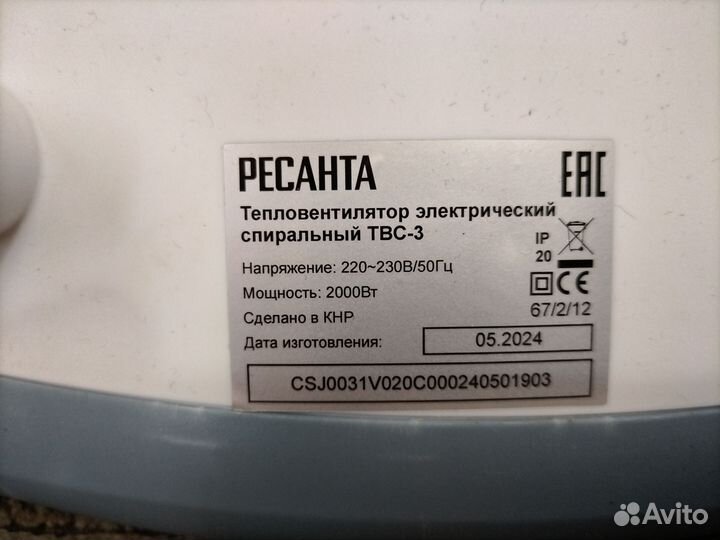 РЕСАНТА
EAC
Тепловентилятор электрический
спиральный ТВС-3
IP
20
Напряжение: 220~230В/50Гц
Мощность: 2000Вт
CE
Сделано в КНР
67/2/12
Дата изготовления:
05.2024
CSJ0031V020C000240501903
Avito